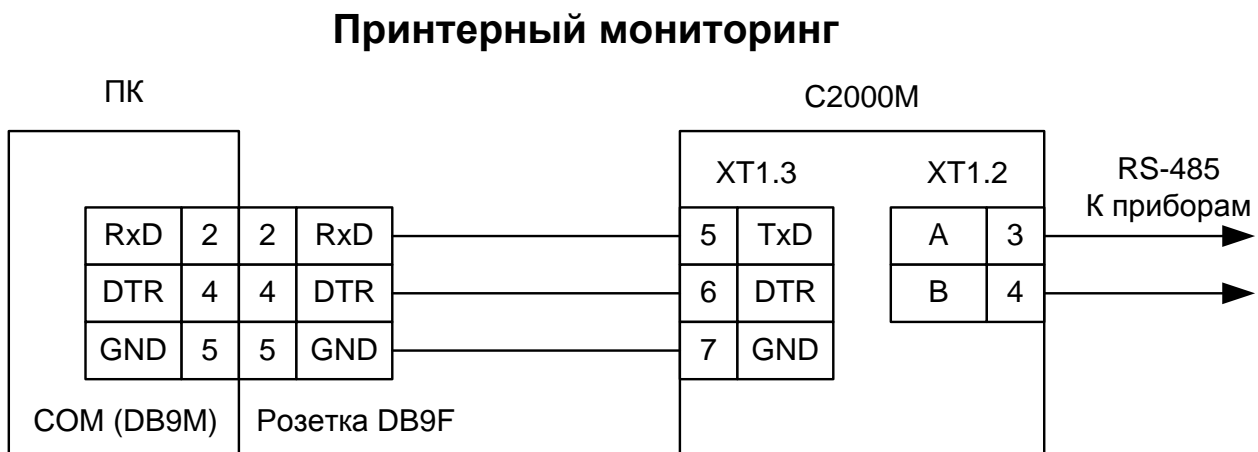 Принтерный мониторинг
ПК
С2000М
XT1.3
XT1.2
RS-485
К приборам
RxD 2 2 RxD 5 TxD A 3
DTR 4 4 DTR 6 DTR B 4
GND 5 5 GND 7 GND
COM (DB9M) Розетка DB9F